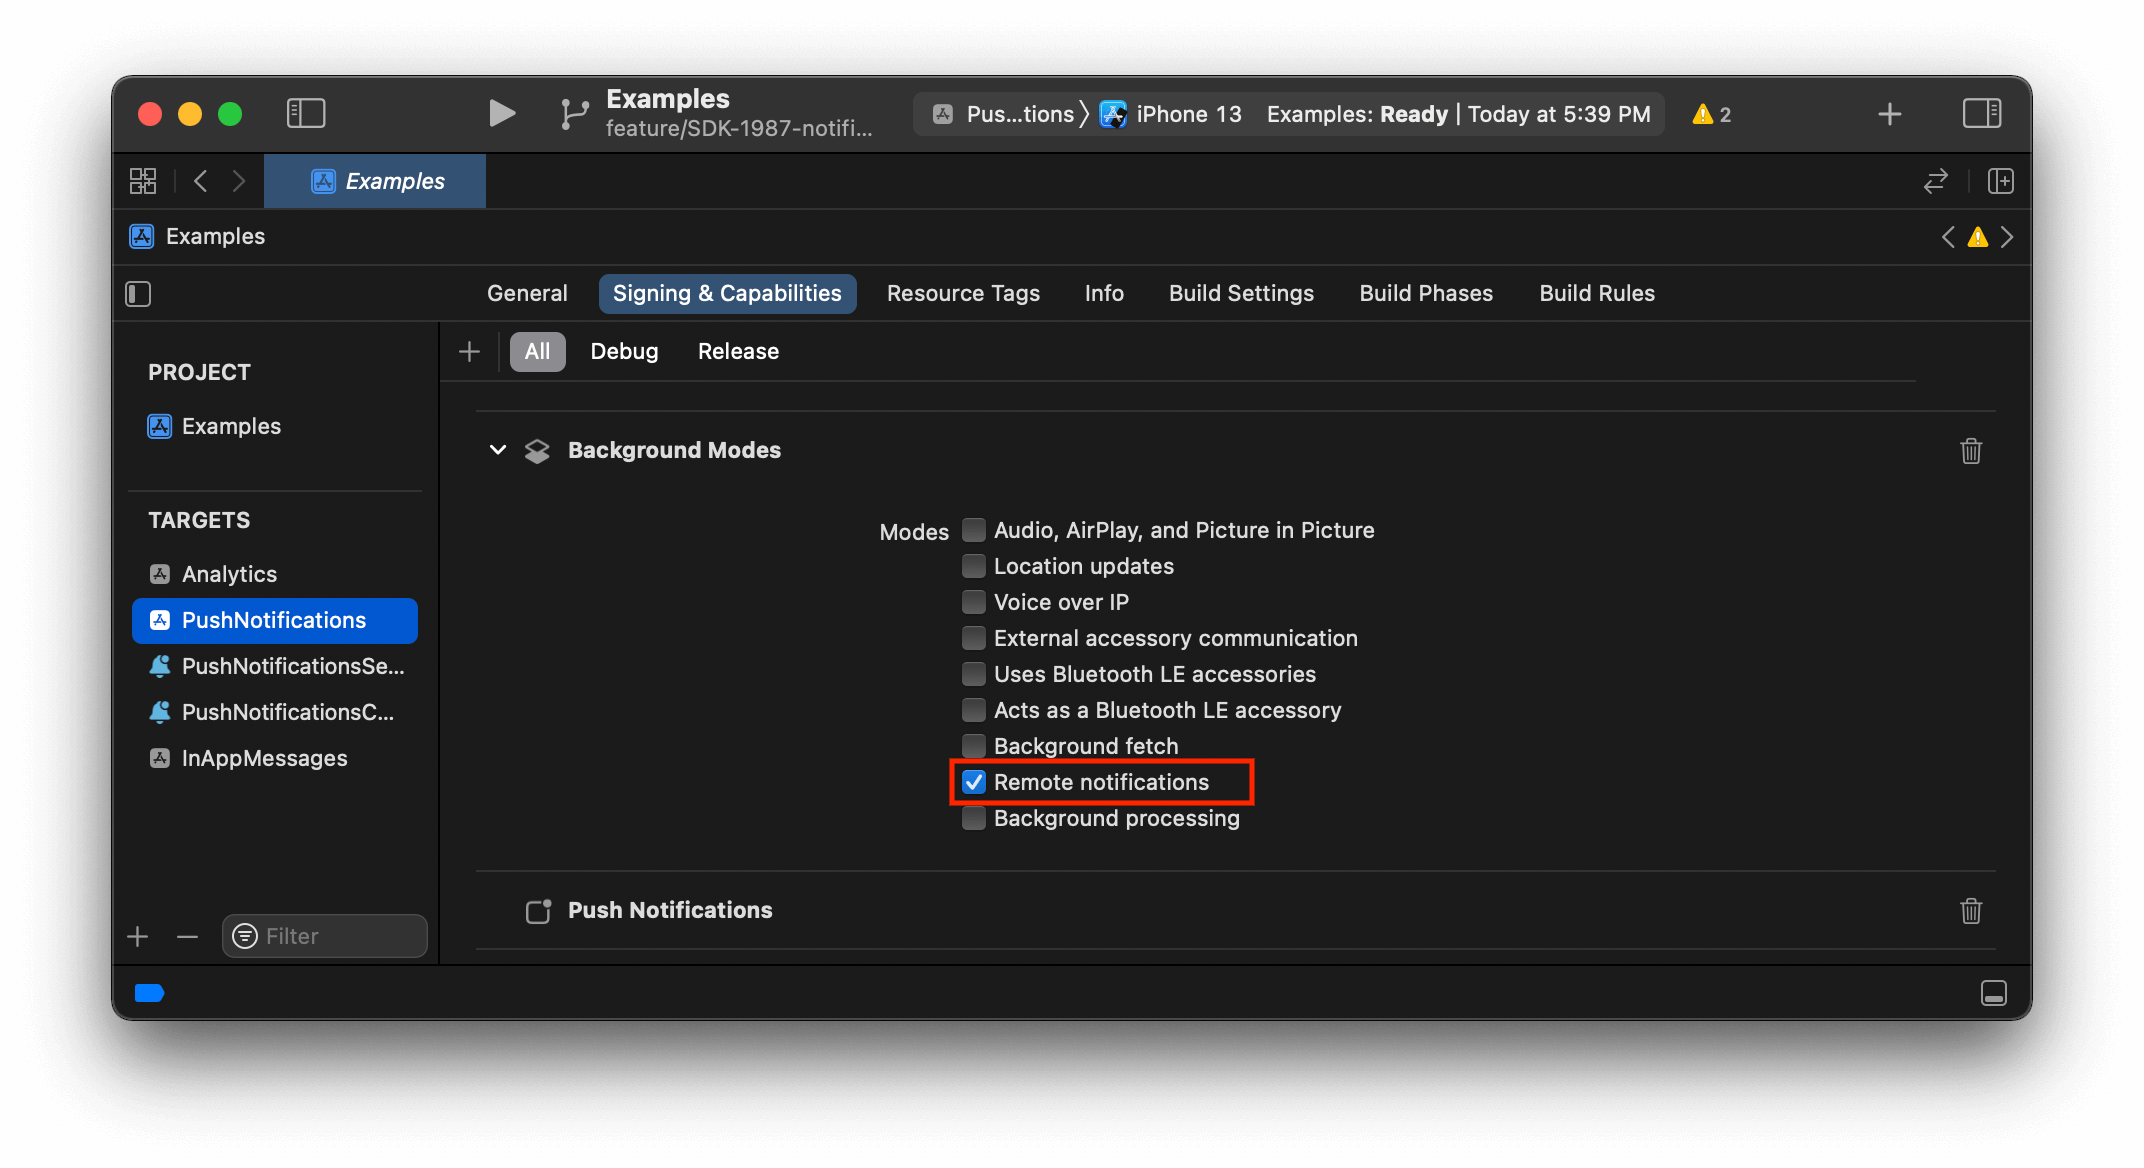 Examples
feature/SDK-1987-notifi...
Pus...tions
iPhone 13
Examples: Ready | Today at 5:39 PM
2
Examples
Examples
General
Signing & Capabilities
Resource Tags
Info
Build Settings
Build Phases
Build Rules
PROJECT
Examples
TARGETS
Analytics
PushNotifications
PushNotificationsSe...
PushNotificationsC...
InAppMessages
Filter
All
Debug
Release
Background Modes
Modes
Audio, AirPlay, and Picture in Picture
Location updates
Voice over IP
External accessory communication
Uses Bluetooth LE accessories
Acts as a Bluetooth LE accessory
Background fetch
Remote notifications
Background processing
Push Notifications